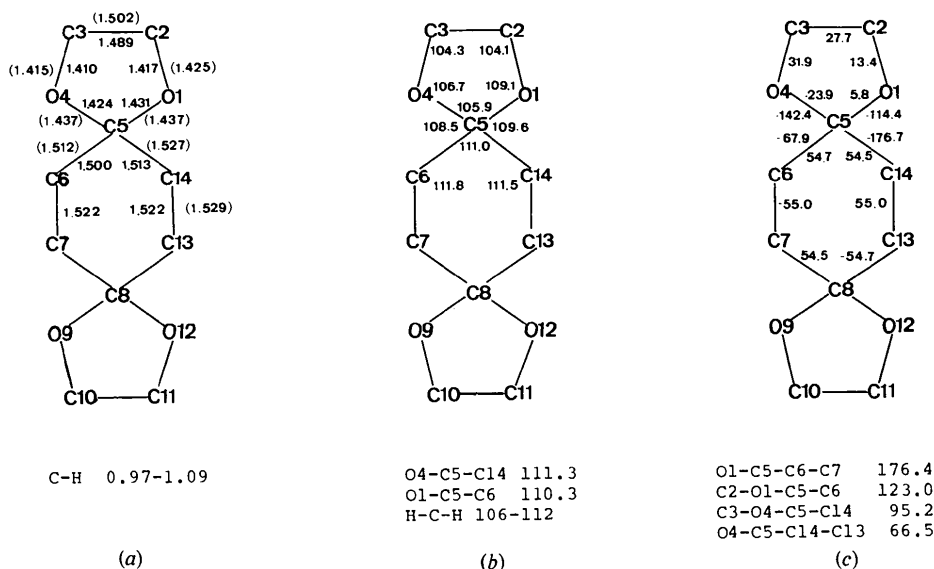 (1.502)
C3 C2
1.489
(1.415) 1.410 1.417 (1.425)
O4 O1
1.424 1.431
(1.437) C5 (1.437)
(1.512) (1.527)
1.500 1.513
C6 C14
1.522 1.522 (1.529)
C7 C13
C8
O9 O12
C10 C11
C-H 0.97-1.09
(a)
C3 C2
104.3 104.1
106.7 109.1
O4 O1
105.9
108.5 C5 109.6
111.0
C6 111.8 111.5 C14
C7 C13
C8
O9 O12
C10 C11
O4-C5-C14 111.3
O1-C5-C6 110.3
H-C-H 106-112
(b)
C3 C2
27.7
31.9 13.4
O4 -23.9 5.8 O1
-142.4 C5 -114.4
-67.9 -176.7
54.7 54.5
C6 C14
-55.0 55.0
C7 C13
54.5 -54.7
C8
O9 O12
C10 C11
O1-C5-C6-C7 176.4
C2-O1-C5-C6 123.0
C3-O4-C5-C14 95.2
O4-C5-C14-C13 66.5
(c)